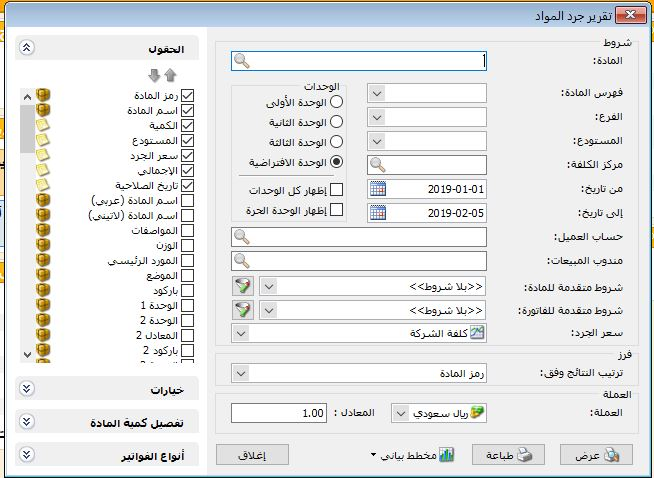 تقرير جرد المواد
شروط
المادة:
فهرس المادة:
الفرع:
المستودع:
مركز الكلفة:
من تاريخ: 2019-01-01
إلى تاريخ: 2019-02-05
الوحدات
الوحدة الأولى
الوحدة الثانية
الوحدة الثالثة
الوحدة الافتراضية
إظهار كل الوحدات
إظهار الوحدة الحرة
حساب العميل:
مندوب المبيعات:
شروط متقدمة للمادة: <<بلا شروط>>
شروط متقدمة للفاتورة: <<بلا شروط>>
سعر الجرد: كلفة الشركة
فرز
ترتيب النتائج وفق: رمز المادة
العملة
العملة: ريال سعودي المعادل : 1.00
عرض
طباعة
مخطط بياني
إغلاق
الحقول
رمز المادة
اسم المادة
الكمية
المستودع
سعر الجرد
الإجمالي
تاريخ الصلاحية
اسم المادة (عربي)
اسم المادة (لاتيني)
المواصفات
الوزن
المورد الرئيسي
الموضع
باركود
الوحدة 1
الوحدة 2
المعادل 2
باركود 2
خيارات
تفصيل كمية المادة
أنواع الفواتير